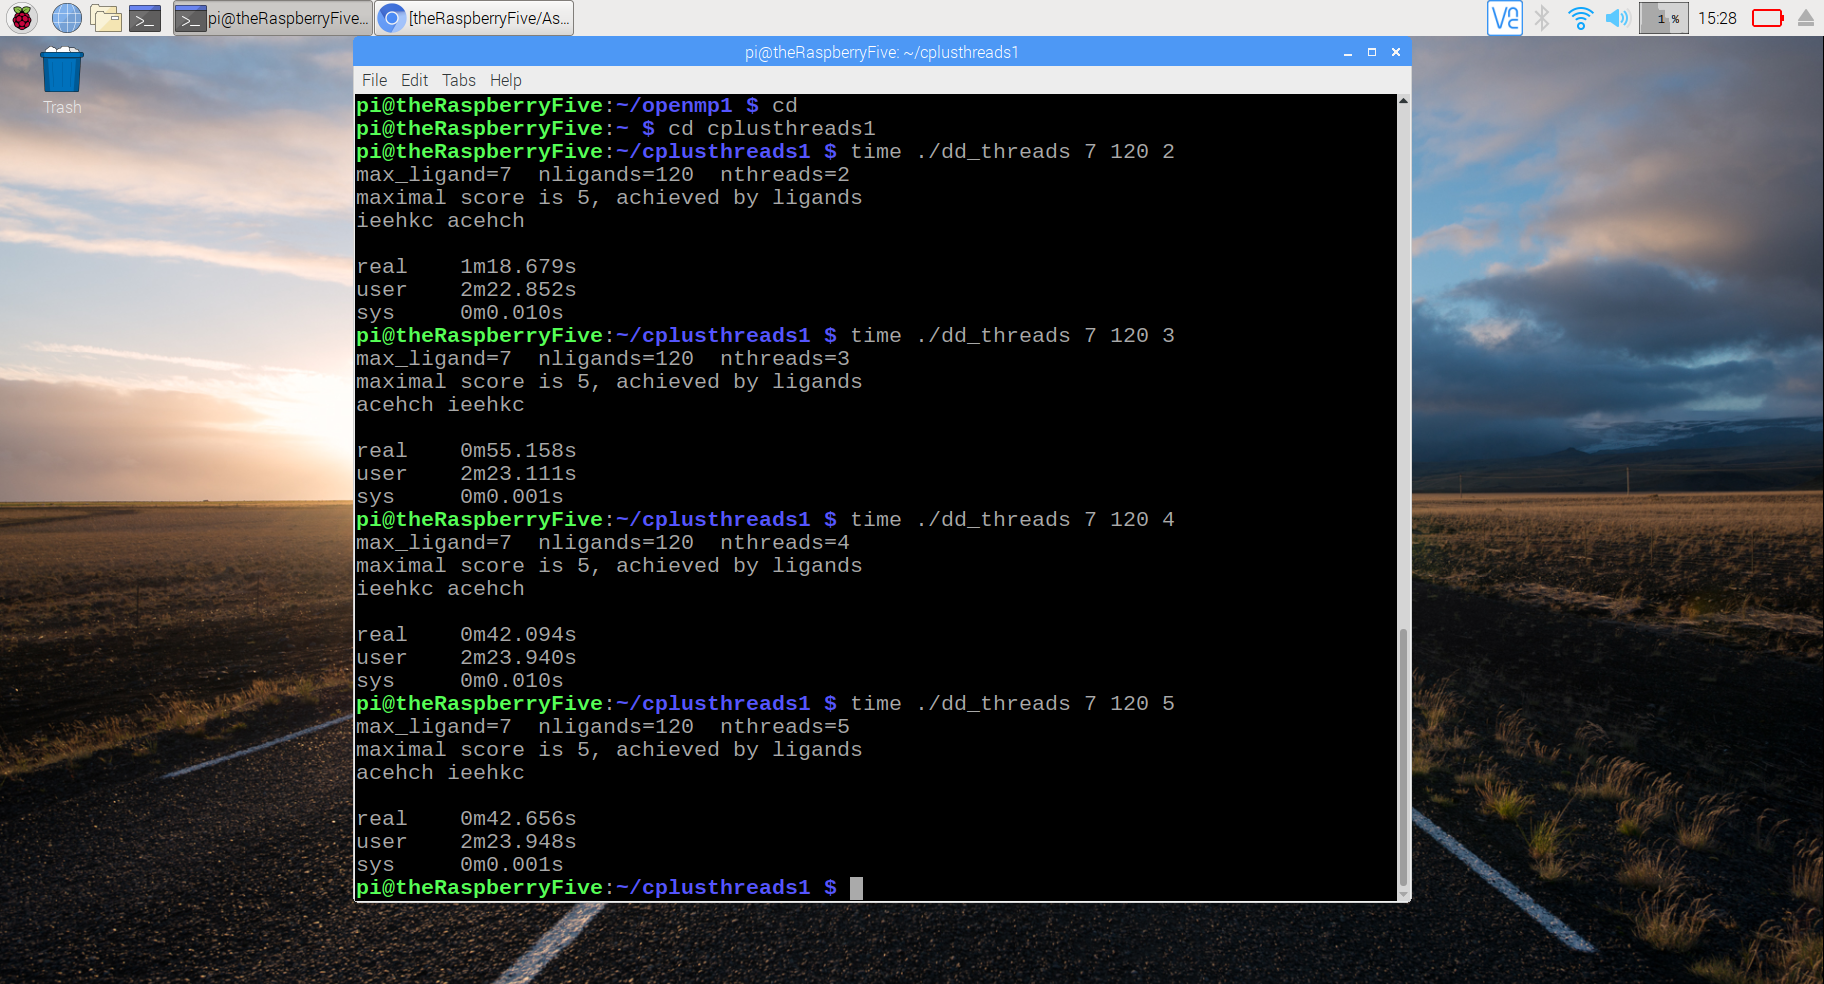 pi@theRaspberryFive... [theRaspberryFive/As... V2 1 % 15:28
Trash
pi@theRaspberryFive: ~/cplusthreads1
File Edit Tabs Help
pi@theRaspberryFive:~/openmp1 $ cd
pi@theRaspberryFive:~ $ cd cplusthreads1
pi@theRaspberryFive:~/cplusthreads1 $ time ./dd_threads 7 120 2
max_ligand=7  nligands=120  nthreads=2
maximal score is 5, achieved by ligands
ieehkc acehch
real    1m18.679s
user    2m22.852s
sys     0m0.010s
pi@theRaspberryFive:~/cplusthreads1 $ time ./dd_threads 7 120 3
max_ligand=7  nligands=120  nthreads=3
maximal score is 5, achieved by ligands
acehch ieehkc
real    0m55.158s
user    2m23.111s
sys     0m0.001s
pi@theRaspberryFive:~/cplusthreads1 $ time ./dd_threads 7 120 4
max_ligand=7  nligands=120  nthreads=4
maximal score is 5, achieved by ligands
ieehkc acehch
real    0m42.094s
user    2m23.940s
sys     0m0.010s
pi@theRaspberryFive:~/cplusthreads1 $ time ./dd_threads 7 120 5
max_ligand=7  nligands=120  nthreads=5
maximal score is 5, achieved by ligands
acehch ieehkc
real    0m42.656s
user    2m23.948s
sys     0m0.001s
pi@theRaspberryFive:~/cplusthreads1 $